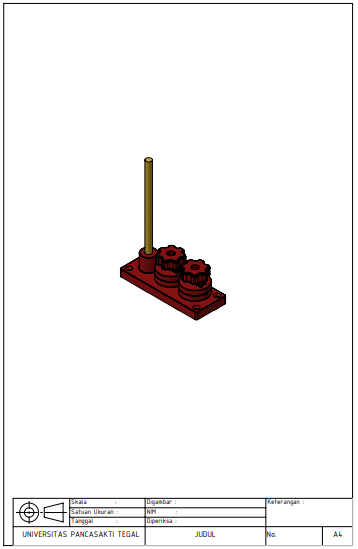 Skala : Digambar : Keterangan :
Satuan Ukuran : NIM :
Tanggal : Diperiksa :
UNIVERSITAS PANCASAKTI TEGAL JUDUL No. A4